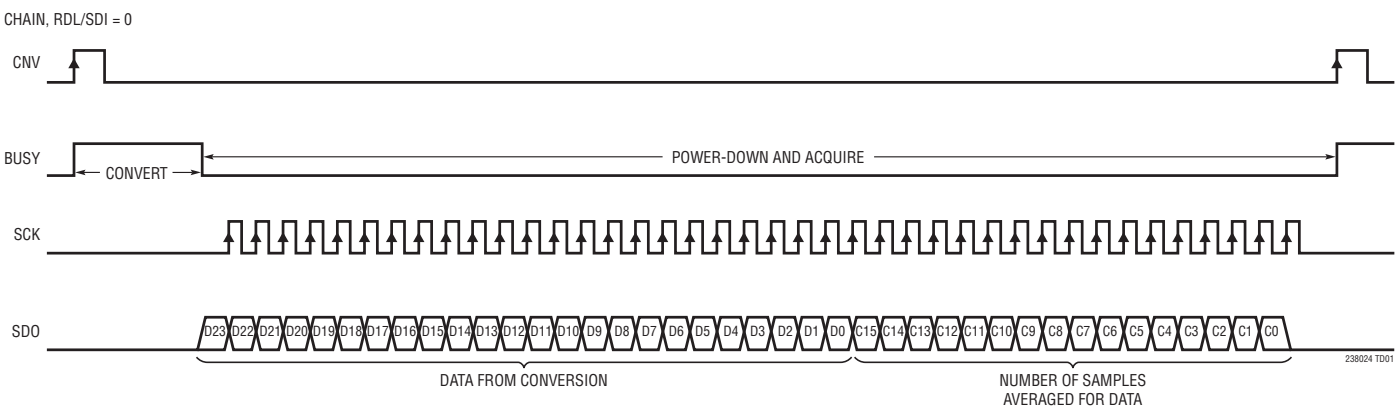 CHAIN, RDL/SDI = 0
CNV
BUSY
CONVERT
POWER-DOWN AND ACQUIRE
SCK
SDO
D23 D22 D21 D20 D19 D18 D17 D16 D15 D14 D13 D12 D11 D10 D9 D8 D7 D6 D5 D4 D3 D2 D1 D0 C15 C14 C13 C12 C11 C10 C9 C8 C7 C6 C5 C4 C3 C2 C1 C0
238024 TD01
DATA FROM CONVERSION
NUMBER OF SAMPLES
AVERAGED FOR DATA